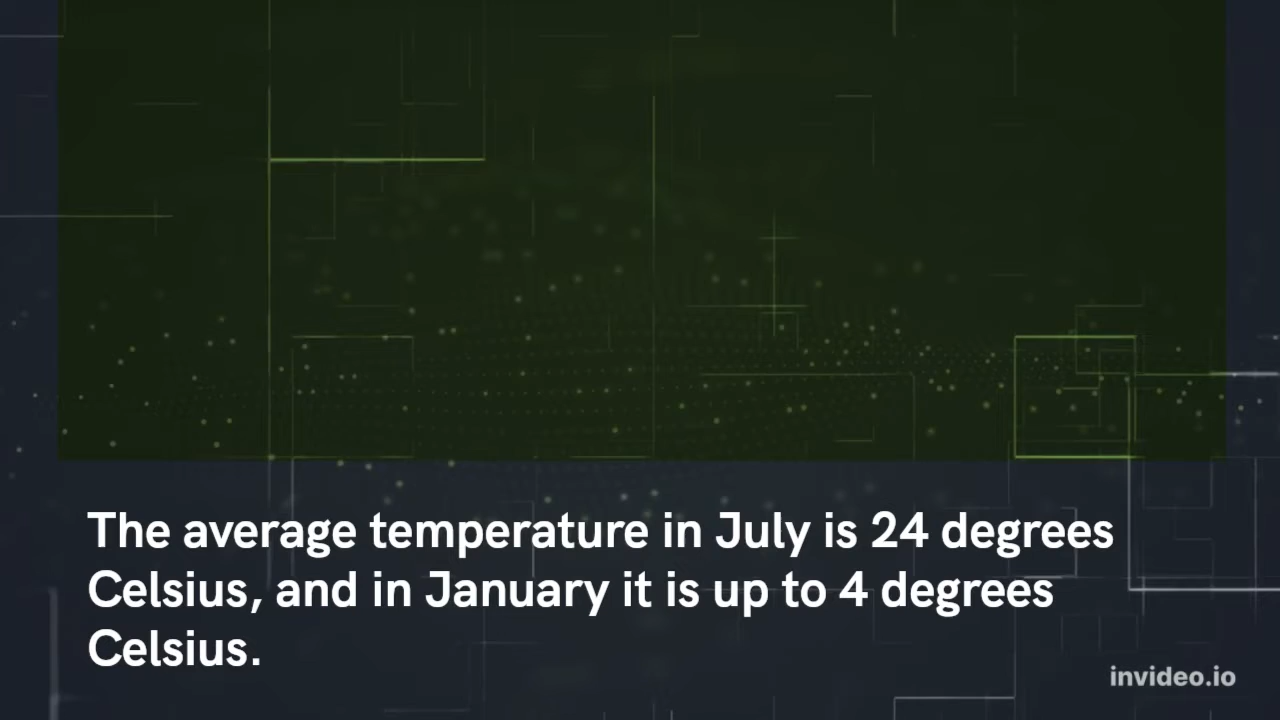 The average temperature in July is 24 degrees
Celsius, and in January it is up to 4 degrees
Celsius.
invideo.io